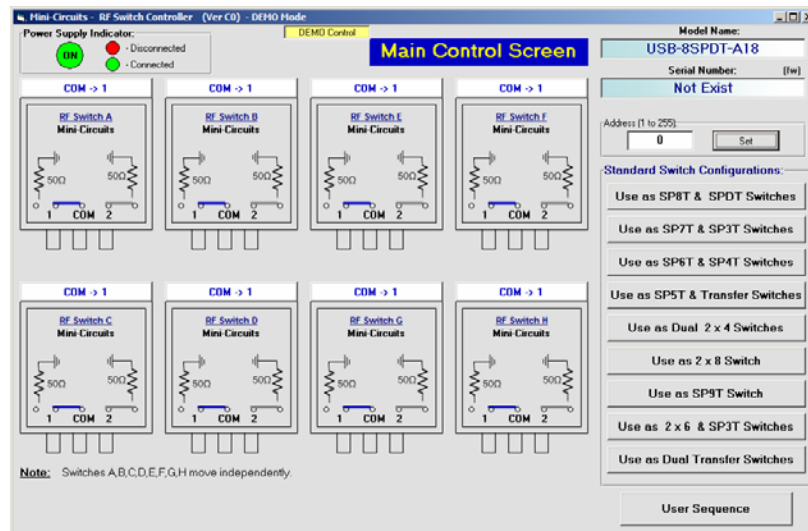 Mini-Circuits - RF Switch Controller (Ver C0) - DEMO Mode
Power Supply Indicator:
ON
- Disconnected
- Connected
DEMO Control
Main Control Screen
Model Name:
USB-8SPDT-A18
Serial Number: (fw)
Not Exist
Address (1 to 255):
0 Set
COM -> 1 COM -> 1 COM -> 1 COM -> 1
RF Switch A RF Switch B RF Switch E RF Switch F
Mini-Circuits Mini-Circuits Mini-Circuits Mini-Circuits
50Ω 50Ω 50Ω 50Ω 50Ω 50Ω 50Ω 50Ω
1 COM 2 1 COM 2 1 COM 2 1 COM 2
COM -> 1 COM -> 1 COM -> 1 COM -> 1
RF Switch C RF Switch D RF Switch G RF Switch H
Mini-Circuits Mini-Circuits Mini-Circuits Mini-Circuits
50Ω 50Ω 50Ω 50Ω 50Ω 50Ω 50Ω 50Ω
1 COM 2 1 COM 2 1 COM 2 1 COM 2
Note: Switches A,B,C,D,E,F,G,H move independently.
Standard Switch Configurations:
Use as SP8T & SPDT Switches
Use as SP7T & SP3T Switches
Use as SP6T & SP4T Switches
Use as SP5T & Transfer Switches
Use as Dual 2 x 4 Switches
Use as 2 x 8 Switch
Use as SP9T Switch
Use as 2 x 6 & SP3T Switches
Use as Dual Transfer Switches
User Sequence